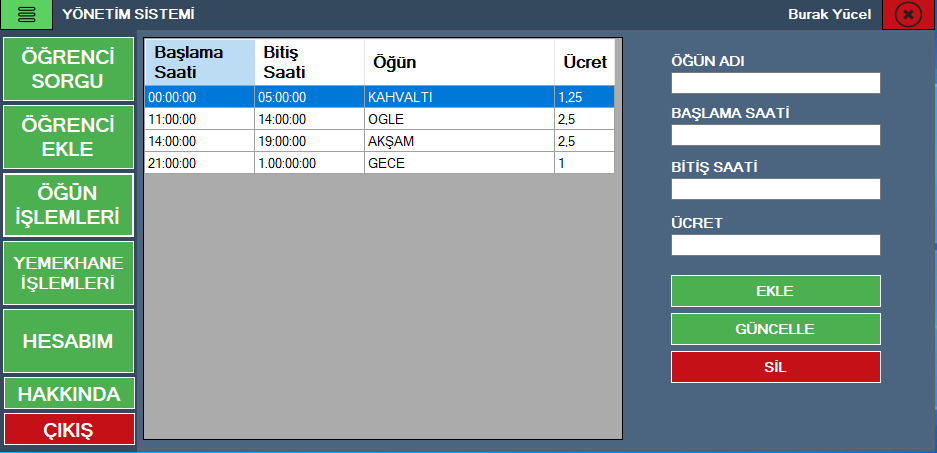 YÖNETİM SİSTEMİ
Burak Yücel
ÖĞRENCİ
SORGU
ÖĞRENCİ
EKLE
ÖĞÜN
İŞLEMLERİ
YEMEKHANE
İŞLEMLERİ
HESABIM
HAKKINDA
ÇIKIŞ
Başlama Saati Bitiş Saati Öğün Ücret
00:00:00 05:00:00 KAHVALTI 1,25
11:00:00 14:00:00 OGLE 2,5
14:00:00 19:00:00 AKŞAM 2,5
21:00:00 1.00:00:00 GECE 1
ÖĞÜN ADI
BAŞLAMA SAATİ
BİTİŞ SAATİ
ÜCRET
EKLE
GÜNCELLE
SİL